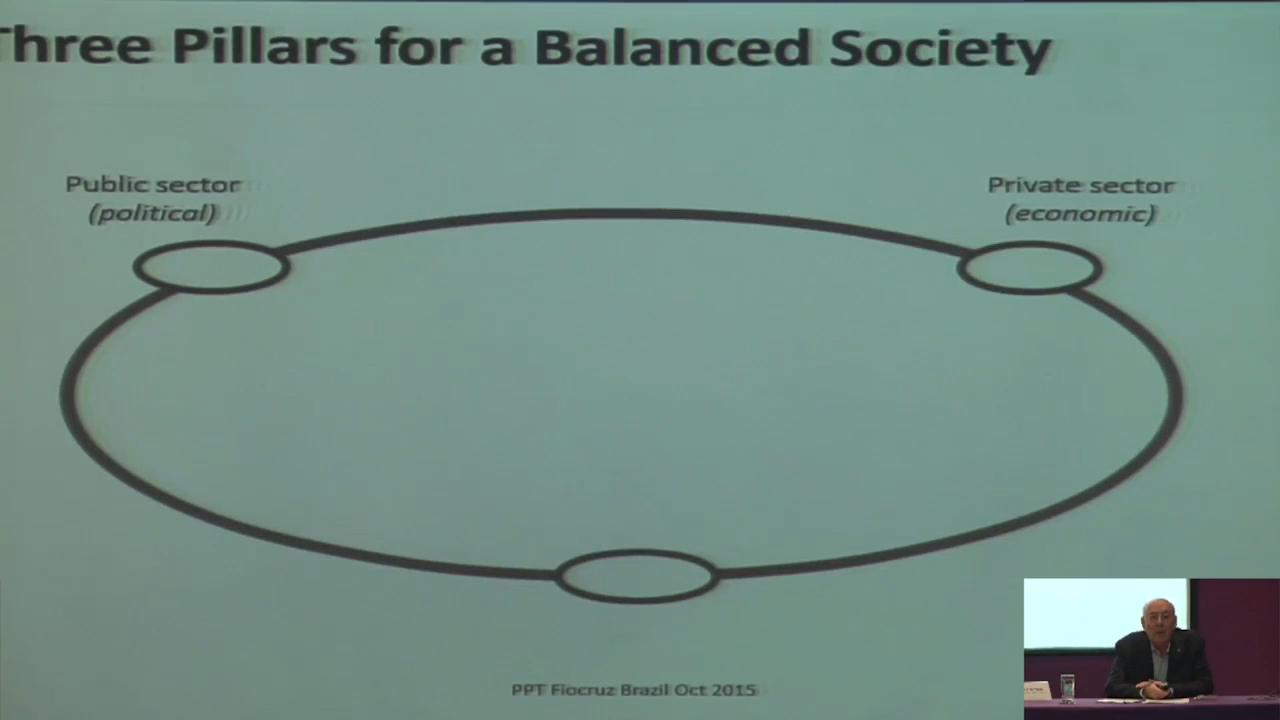 Three Pillars for a Balanced Society
Public sector
(political)
Private sector
(economic)
PPT Fiocruz Brazil Oct 2015